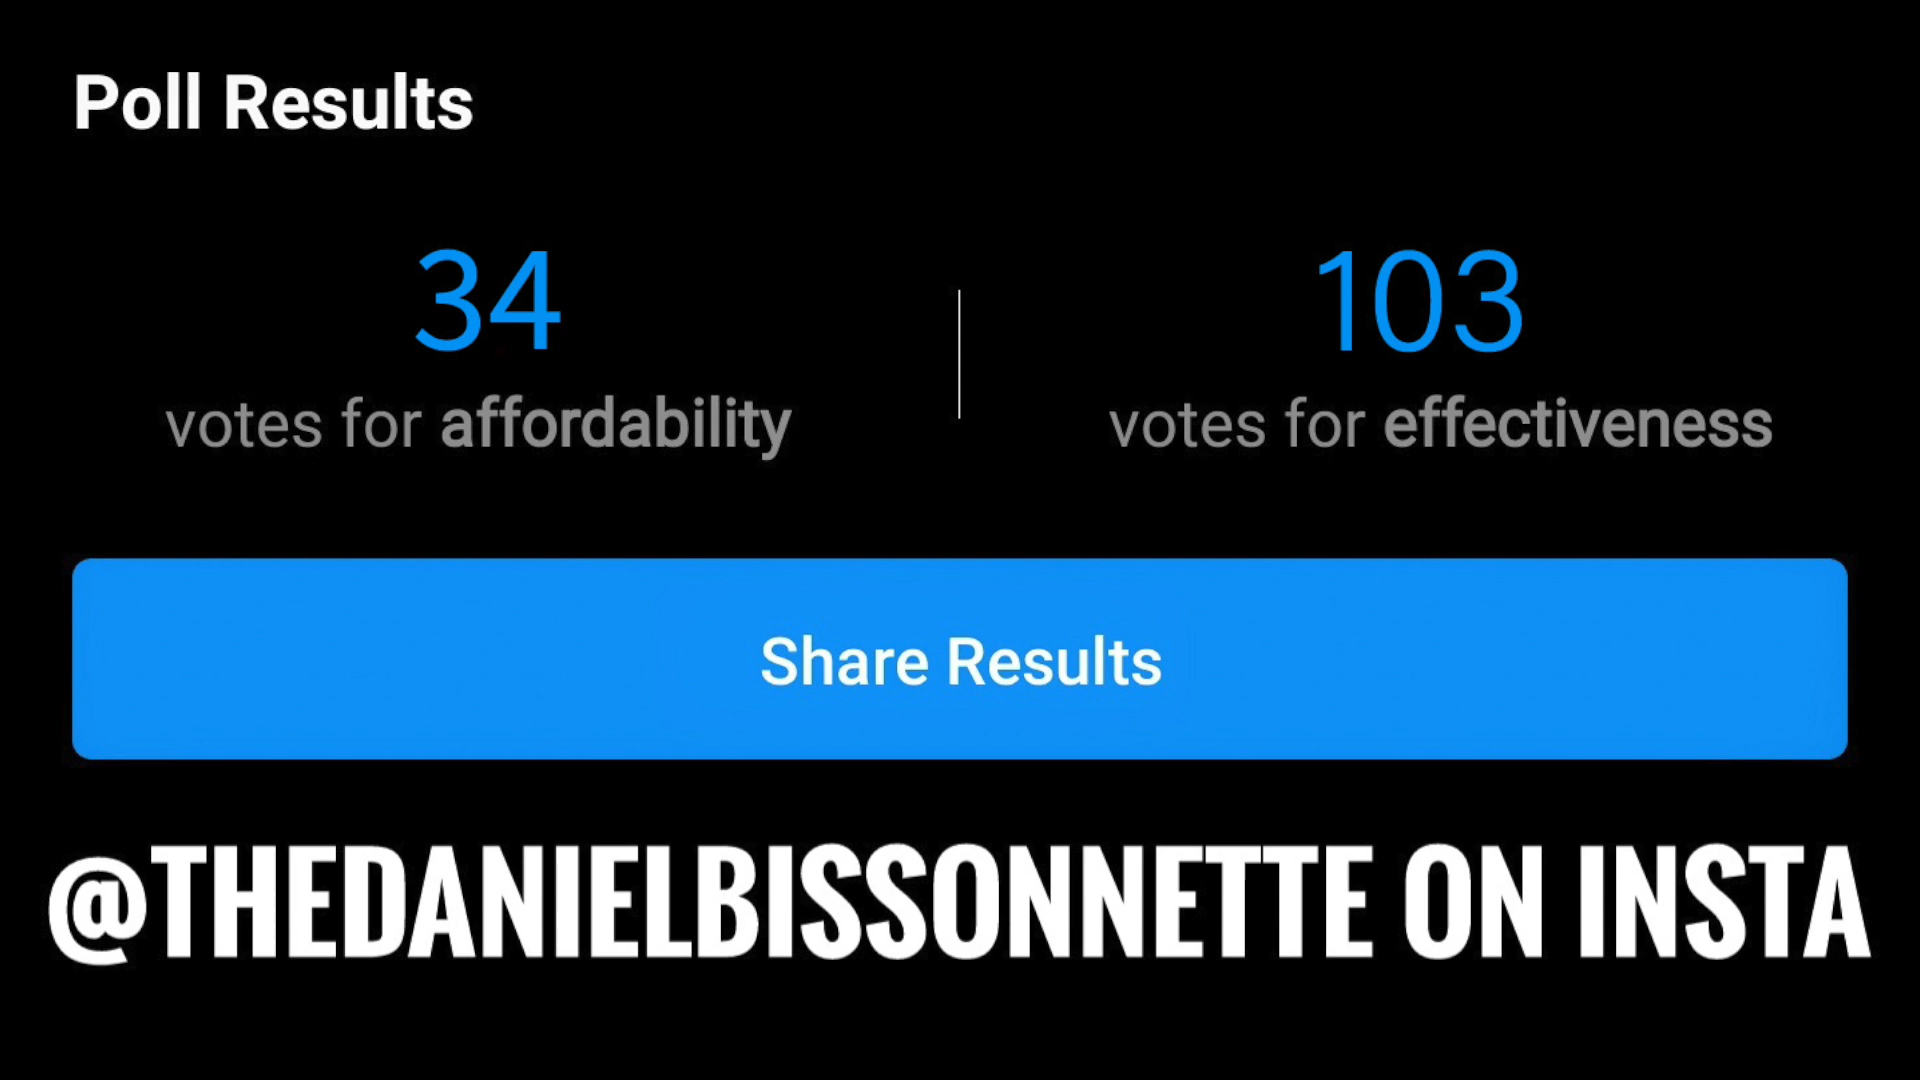 Poll Results
34
votes for affordability
103
votes for effectiveness
Share Results
@THEDANIELBISSONNETTE ON INSTA